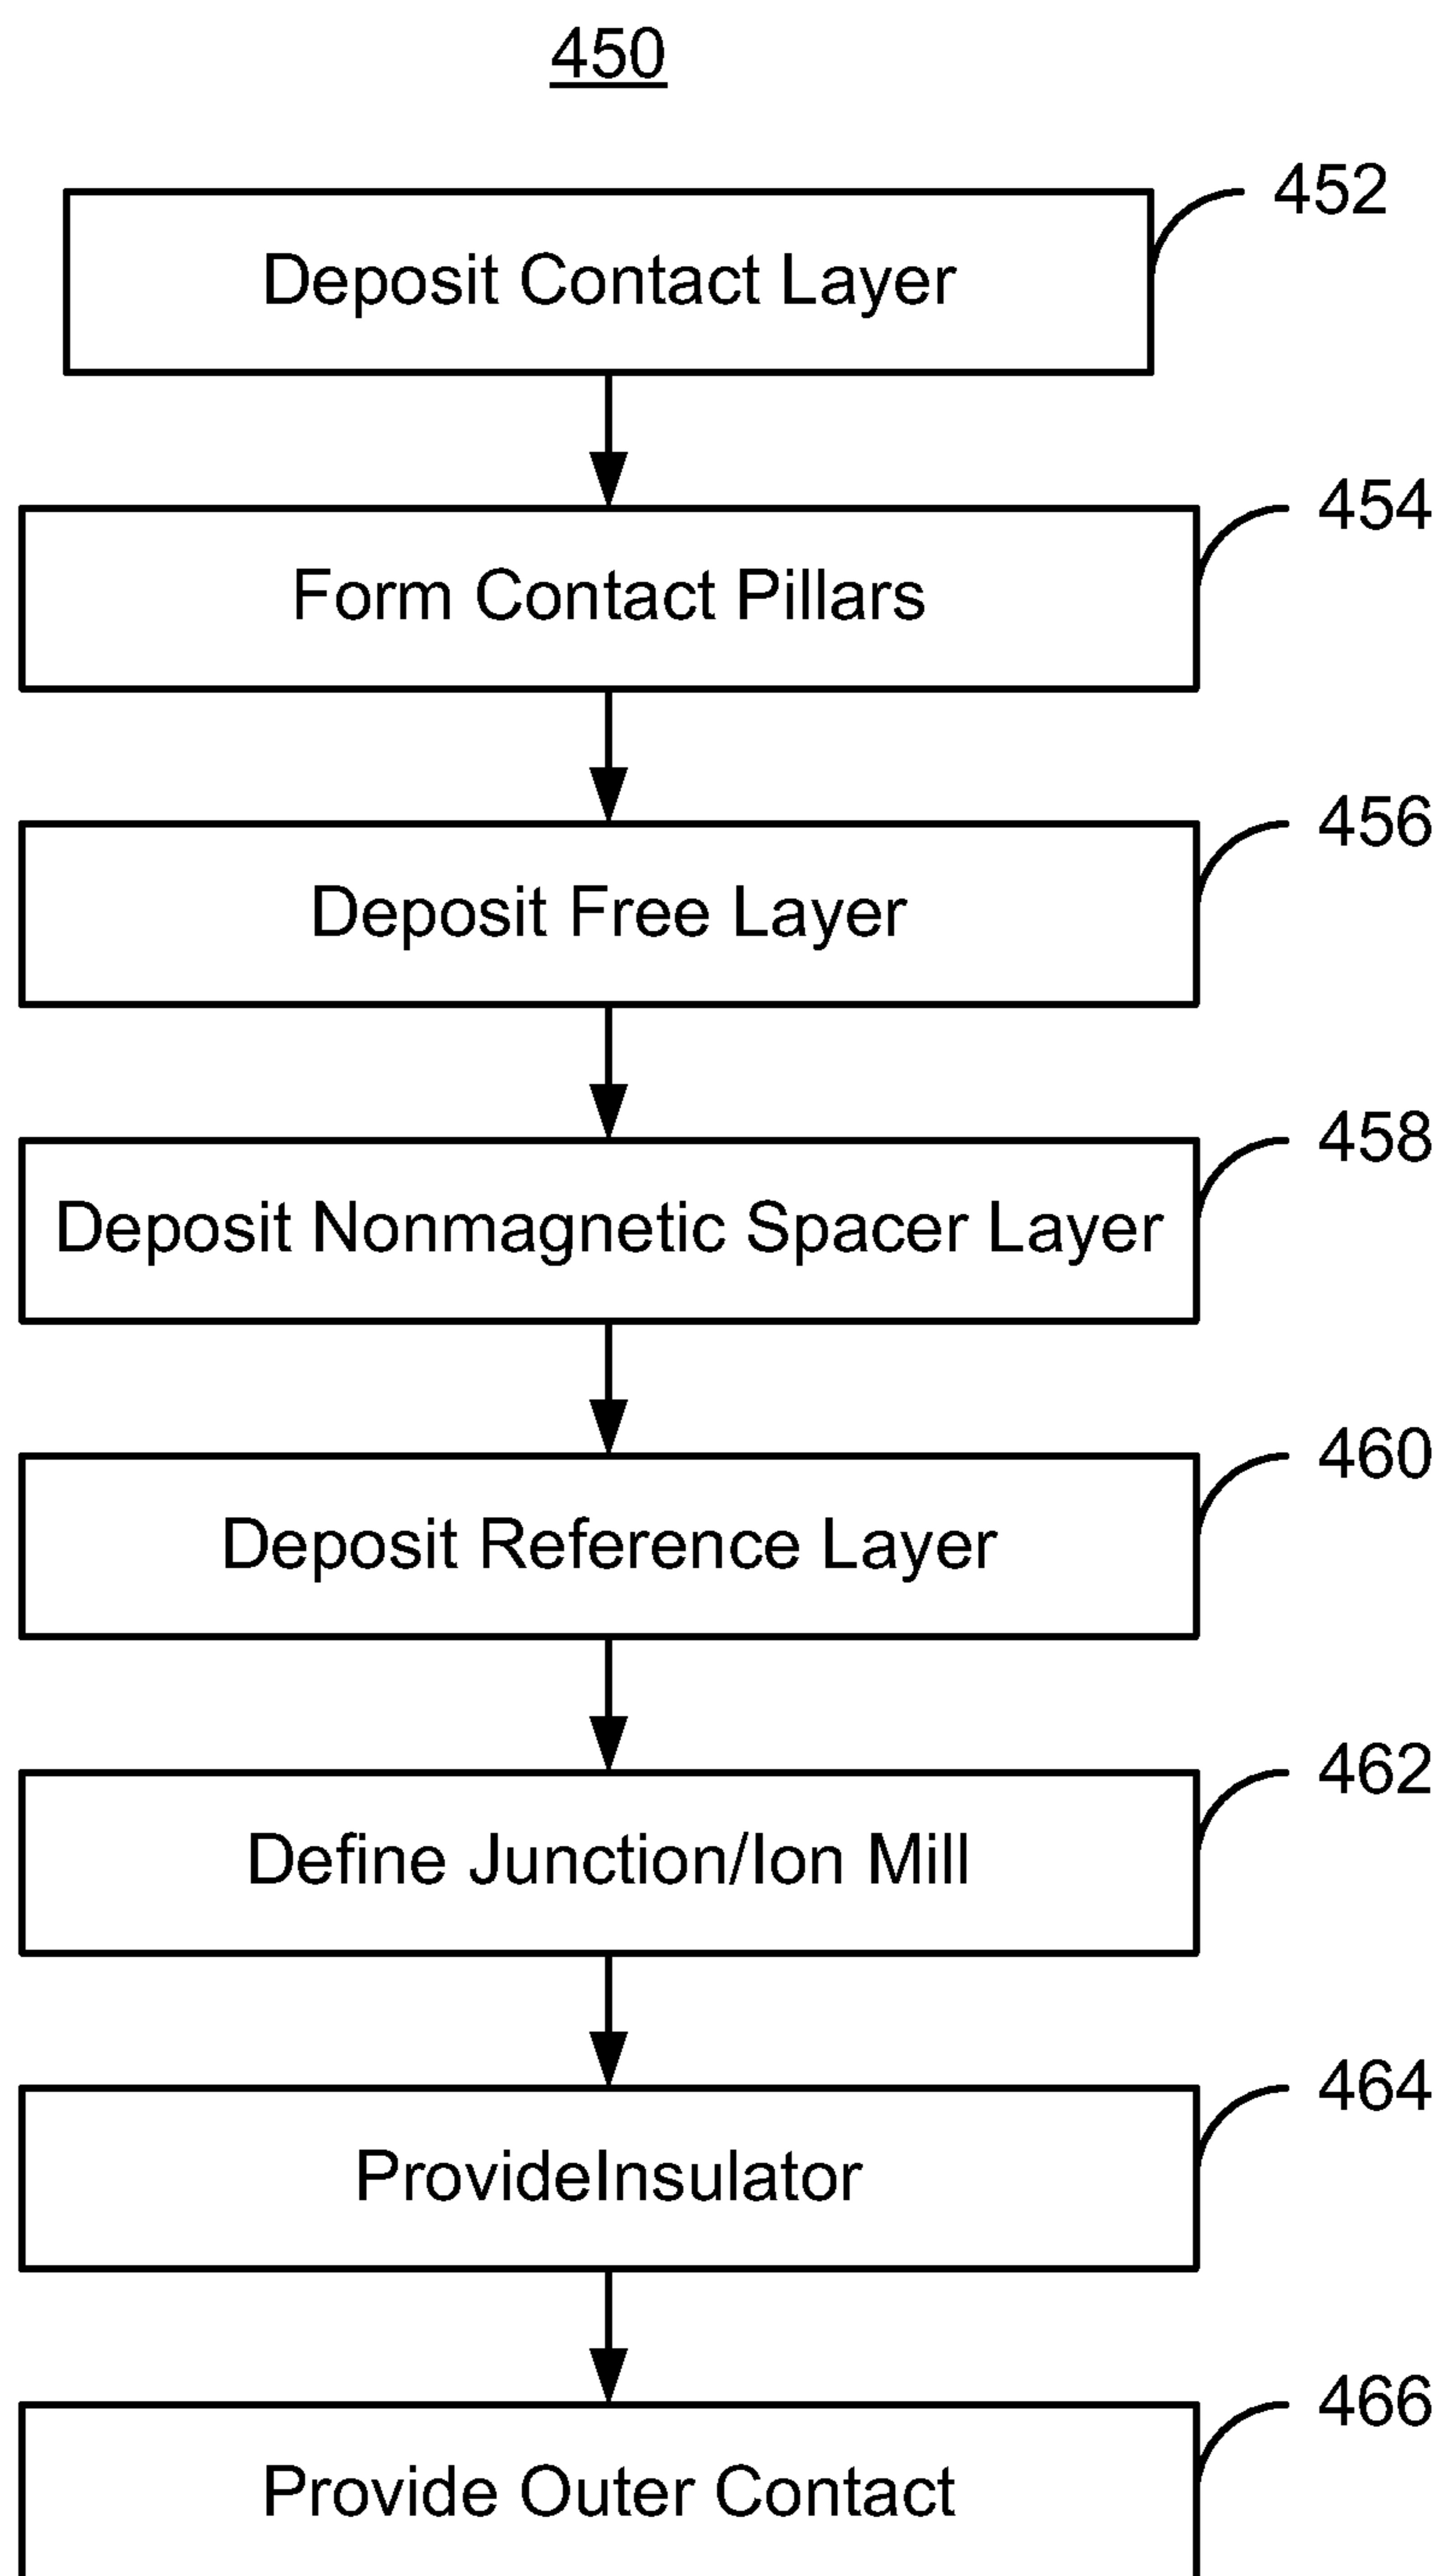 450
452
Deposit Contact Layer
454
Form Contact Pillars
456
Deposit Free Layer
458
Deposit Nonmagnetic Spacer Layer
460
Deposit Reference Layer
462
Define Junction/Ion Mill
464
ProvideInsulator
466
Provide Outer Contact